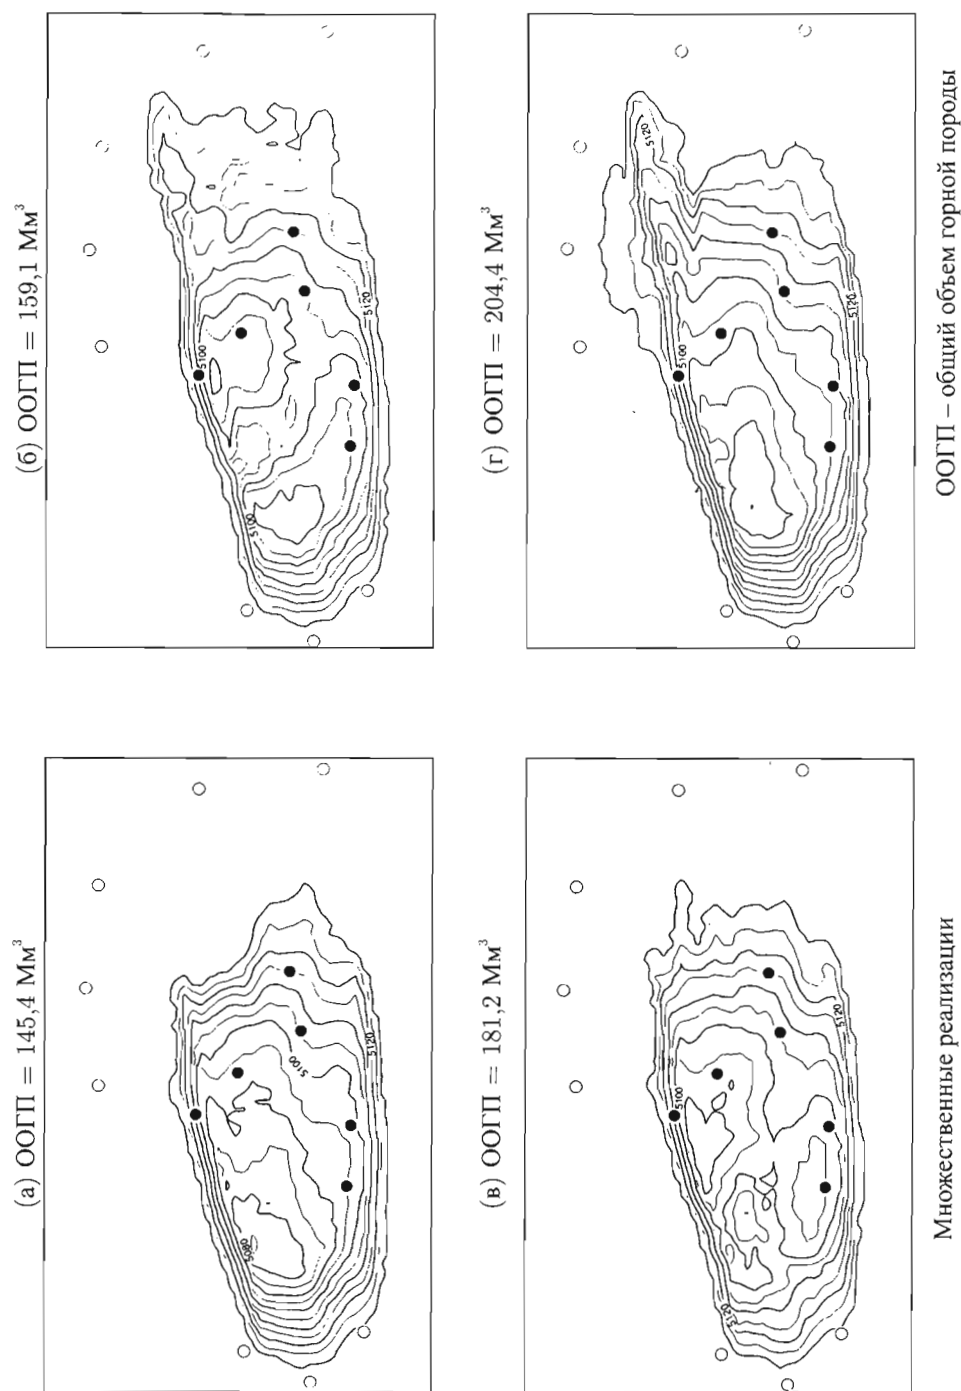 (а) ООГП = 145,4 Мм³
5080
5100
5120
(б) ООГП = 159,1 Мм³
5100
5100
5120
(в) ООГП = 181,2 Мм³
5120
5100
5120
(г) ООГП = 204,4 Мм³
5100
5120
5120
Множественные реализации
ООГП – общий объем горной породы